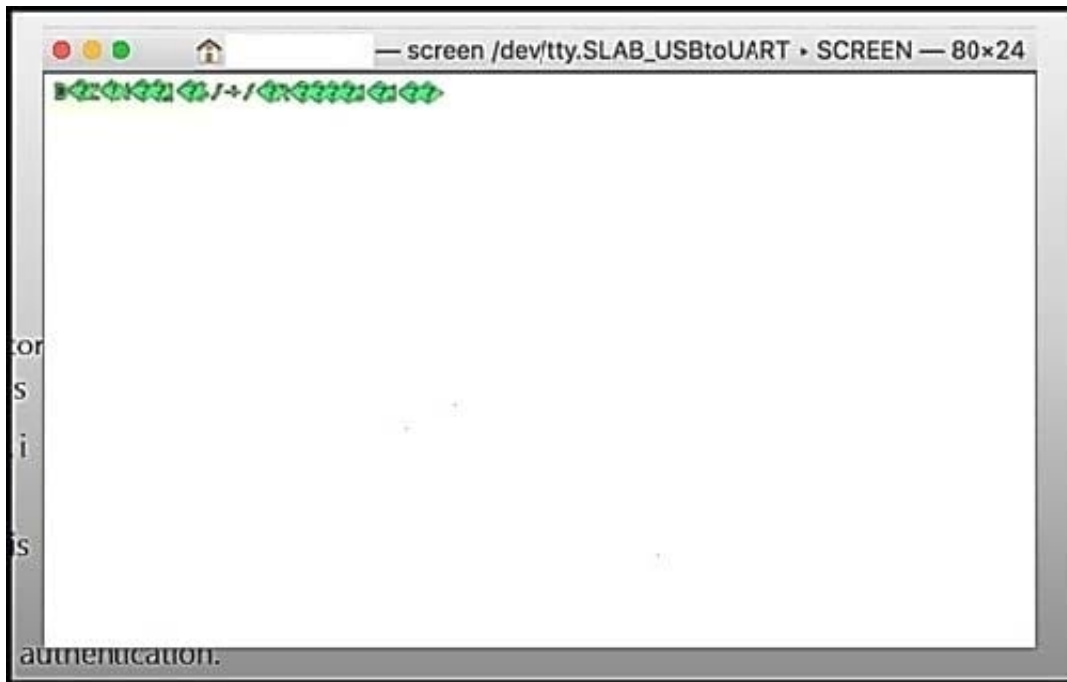 — screen /dev/tty.SLAB_USBtoUART ‣ SCREEN — 80×24
tor
s
i
is
authentication.